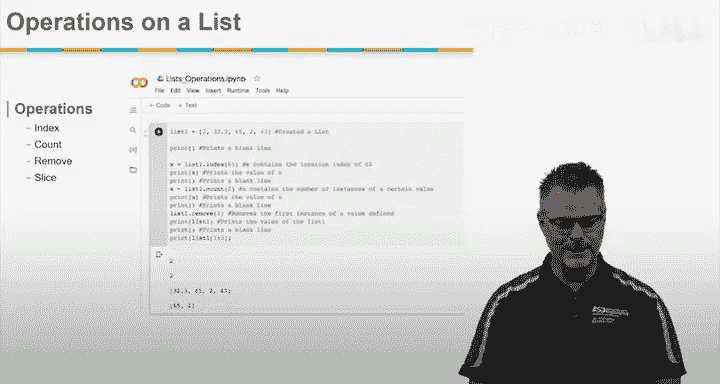 Operations on a List
Operations
– Index
– Count
– Remove
– Slice
Lists_Operations.ipynb
File Edit View Insert Runtime Tools Help
+ Code + Text
list1 = [2, 32.3, 65, 2, 43] #Created a List
print() #Prints a blank line
x = list1.index(65) #x contains the location index of 65
print(x) #Prints the value of x
print() #Prints a blank line
x = list1.count(2) #x contains the number of instances of a certain value
print(x) #Prints the value of x
print() #Prints a blank line
list1.remove(2) #Removes the first instance of a value defined
print(list1) #Prints the value of the list1
print() #Prints a blank line
print(list1[1:3])
2
2
[32.3, 65, 2, 43]
[65, 2]